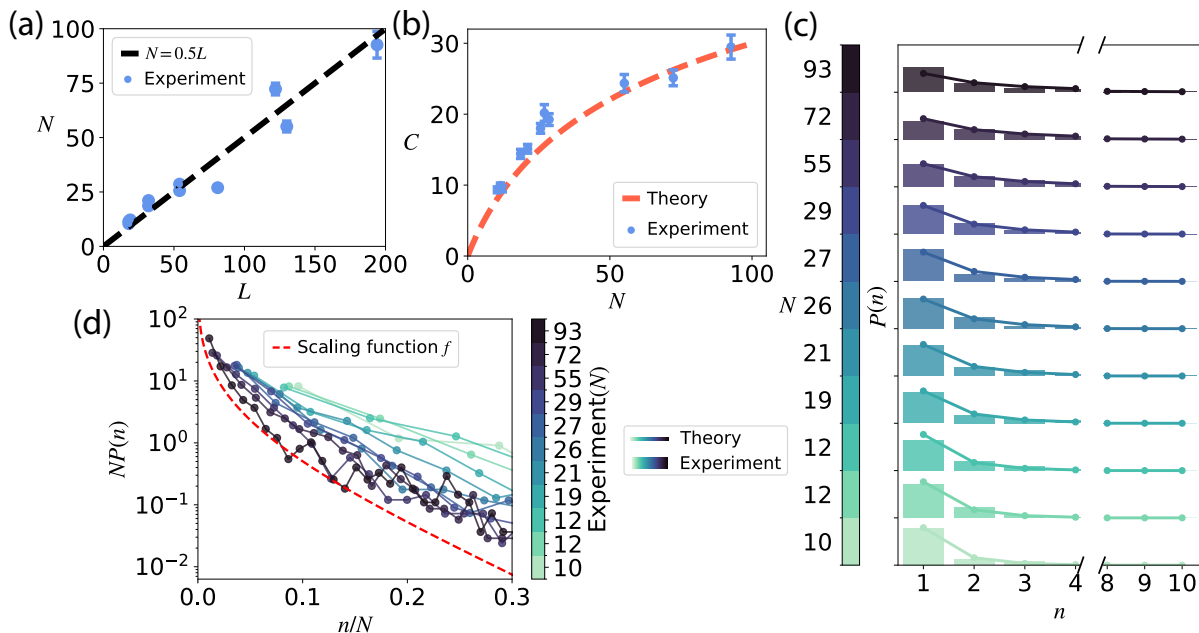 (a)
100
75
50
25
0
N
N = 0.5L
Experiment
0 50 100 150 200
L
(b)
30
20
10
0
C
Theory
Experiment
0 50 100
N
(c)
93
72
55
29
27
26
21
19
12
12
10
N
P(n)
1 2 3 4 8 9 10
n
(d)
10²
10¹
10⁰
10⁻¹
10⁻²
NP(n)
Scaling function f
0.0 0.1 0.2 0.3
n/N
93
72
55
29
27
26
21
19
12
12
10
Experiment(N)
Theory
Experiment